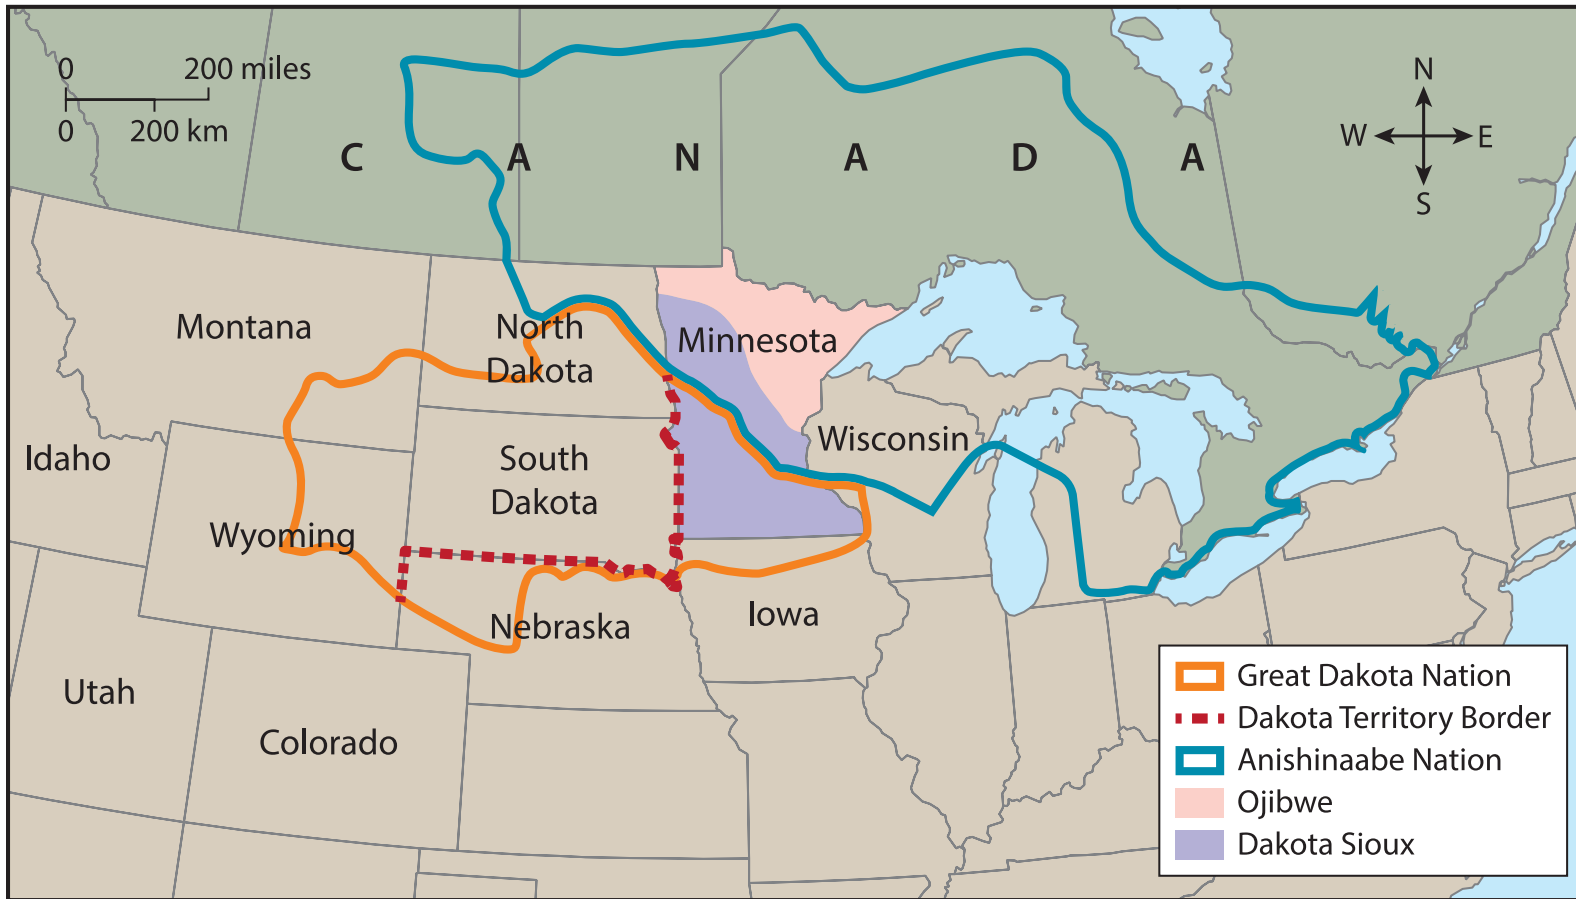 0 200 miles
0 200 km
C A N A D A
N
W E
S
Montana
North
Dakota
Minnesota
Idaho
South
Dakota
Wisconsin
Wyoming
Nebraska
Iowa
Utah
Colorado
Great Dakota Nation
Dakota Territory Border
Anishinaabe Nation
Ojibwe
Dakota Sioux